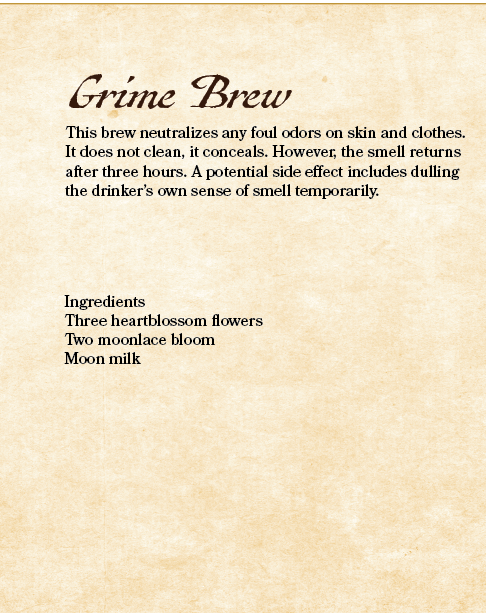 Grime Brew
This brew neutralizes any foul odors on skin and clothes.
It does not clean, it conceals. However, the smell returns
after three hours. A potential side effect includes dulling
the drinker's own sense of smell temporarily.
Ingredients
Three heartblossom flowers
Two moonlace bloom
Moon milk